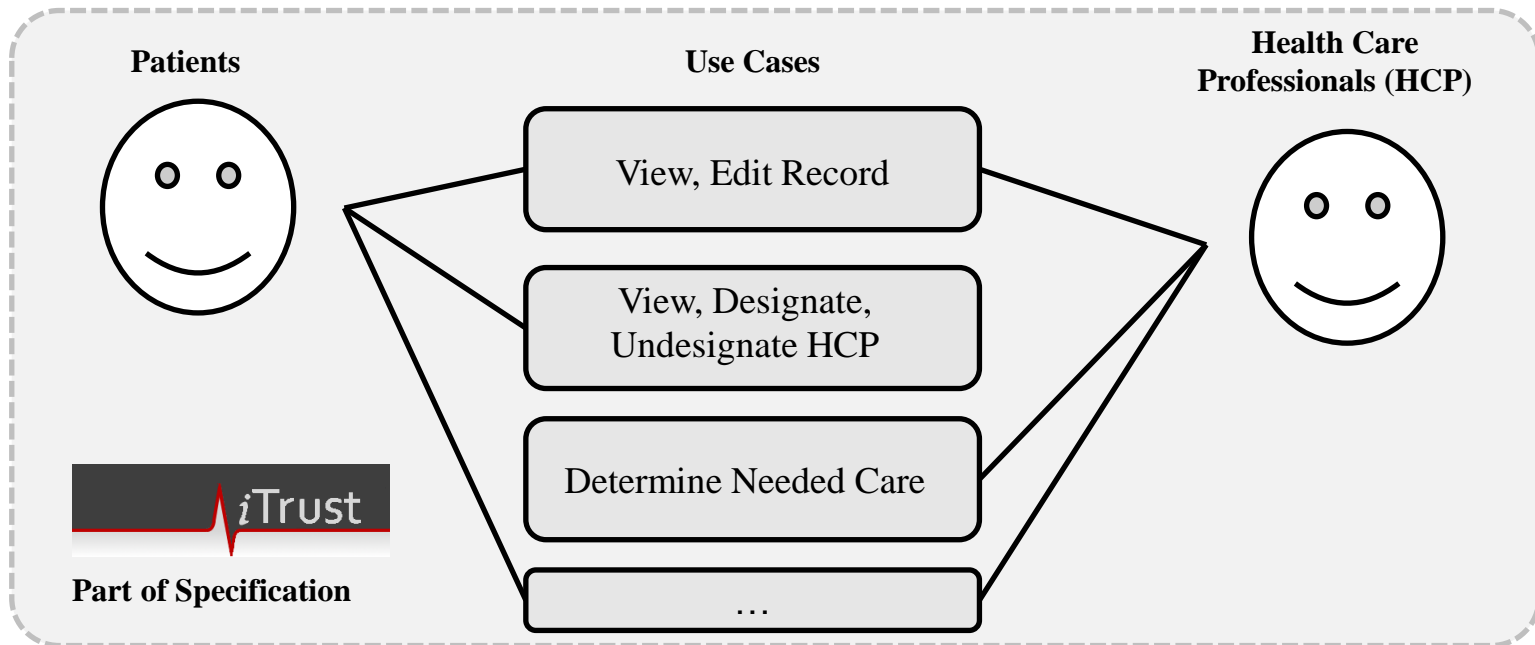 Patients
Use Cases
Health Care
Professionals (HCP)
View, Edit Record
View, Designate,
Undesignate HCP
Determine Needed Care
...
iTrust
Part of Specification